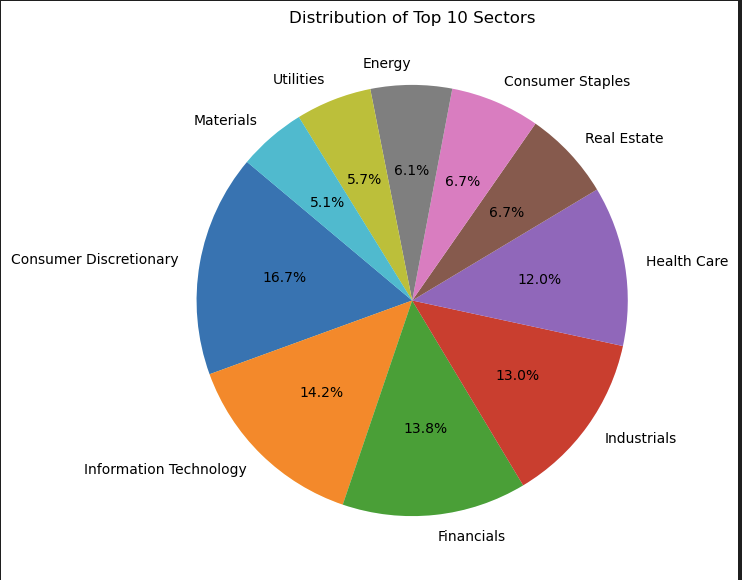 Distribution of Top 10 Sectors
Energy
Utilities
Consumer Staples
Materials
Real Estate
6.1%
5.7%
6.7%
5.1%
6.7%
Consumer Discretionary
Health Care
16.7%
12.0%
13.0%
14.2%
13.8%
Industrials
Information Technology
Financials